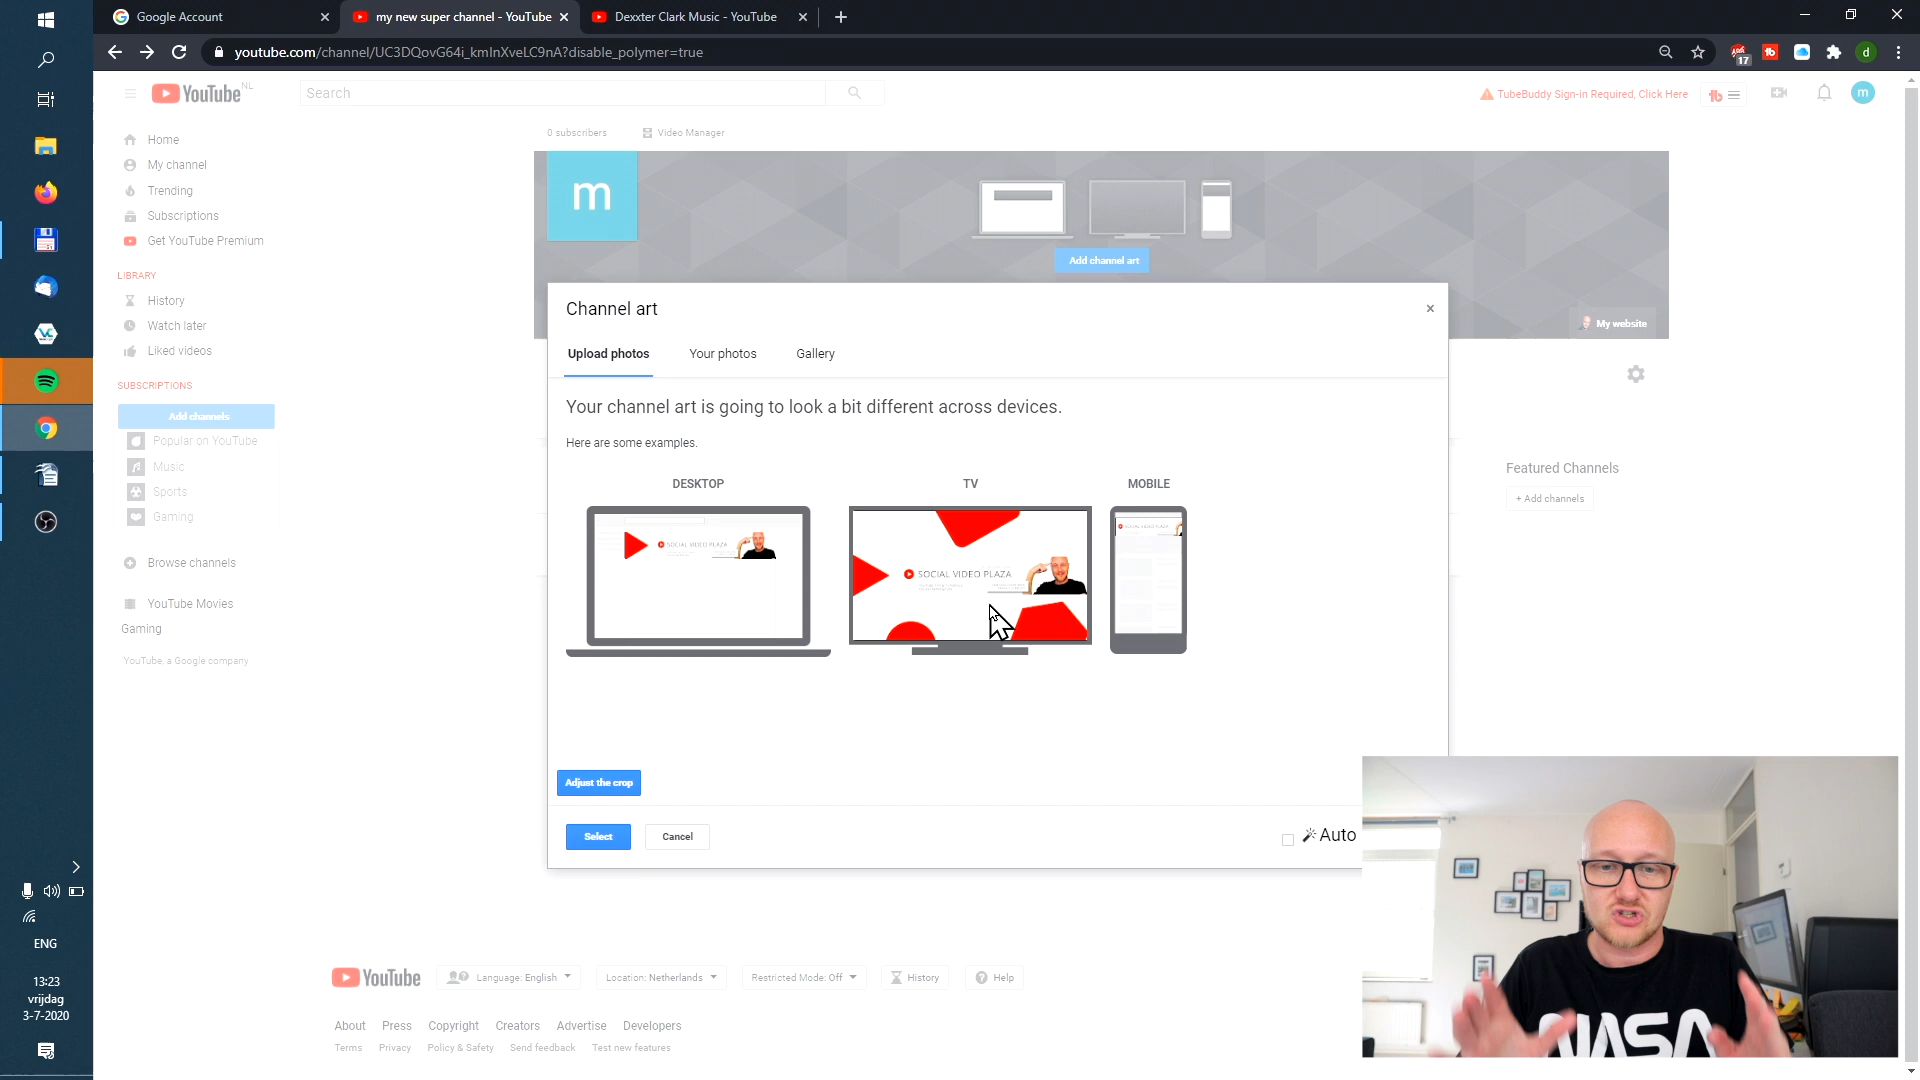 Google Account
my new super channel - YouTube
Dexxter Clark Music - YouTube
youtube.com/channel/UC3DQovG64i_kmInXveLC9nA?disable_polymer=true
17
d
YouTube NL
Search
TubeBuddy Sign-in Required, Click Here
m
Home
My channel
Trending
Subscriptions
Get YouTube Premium
LIBRARY
History
Watch later
Liked videos
SUBSCRIPTIONS
Add channels
Popular on YouTube
Music
Sports
Gaming
Browse channels
YouTube Movies
Gaming
YouTube, a Google company
0 subscribers
Video Manager
m
Add channel art
My website
Channel art
Upload photos
Your photos
Gallery
Your channel art is going to look a bit different across devices.
Here are some examples.
DESKTOP
TV
MOBILE
SOCIAL VIDEO PLAZA
SOCIAL VIDEO PLAZA
Adjust the crop
Select
Cancel
Auto
Featured Channels
+ Add channels
YouTube
Language: English
Location: Netherlands
Restricted Mode: Off
History
Help
About
Press
Copyright
Creators
Advertise
Developers
Terms
Privacy
Policy & Safety
Send feedback
Test new features
ENG
13:23
vrijdag
3-7-2020
NASA